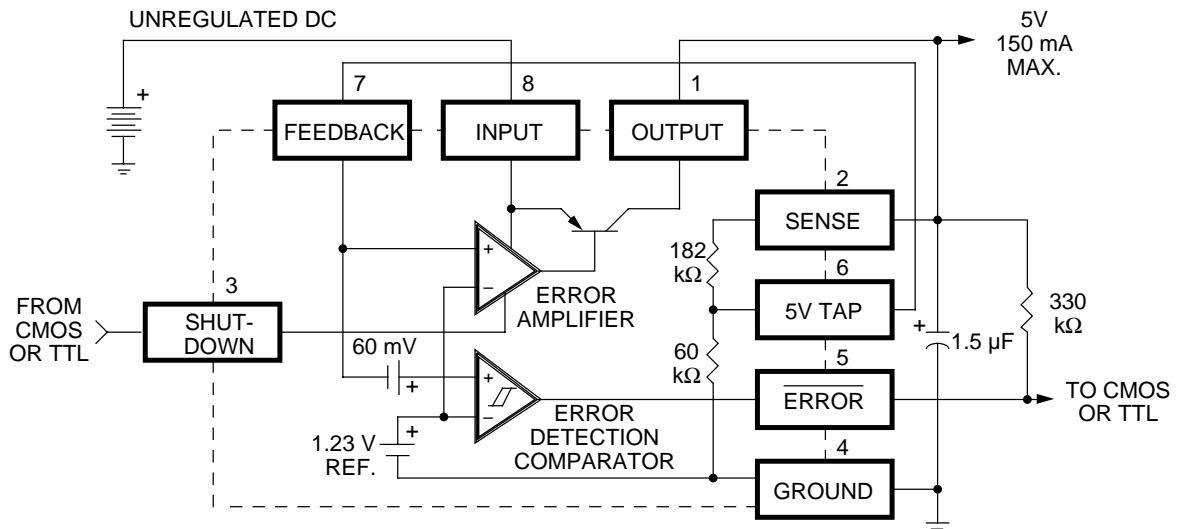 UNREGULATED DC
5V
150 mA
MAX.
7
8
1
+
FEEDBACK
INPUT
OUTPUT
2
SENSE
182
kΩ
+
−
ERROR
AMPLIFIER
6
5V TAP
330
kΩ
3
FROM
CMOS
OR TTL
SHUT-
DOWN
60 mV
+
60
kΩ
+
1.5 µF
5
ERROR
TO CMOS
OR TTL
+
−
ERROR
DETECTION
COMPARATOR
+
1.23 V
REF.
4
GROUND